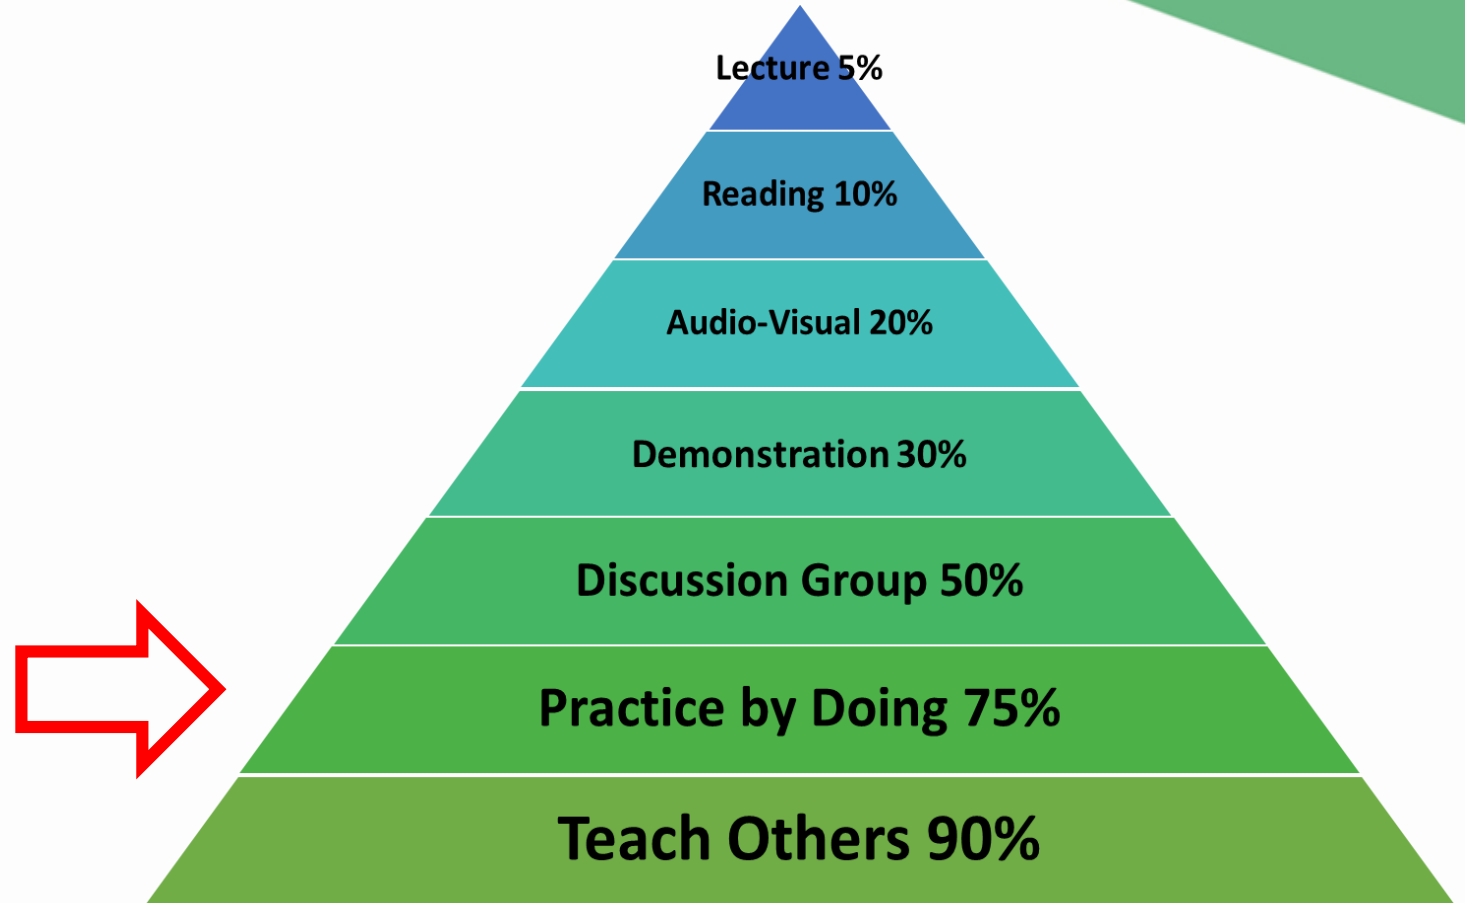 Lecture 5%
Reading 10%
Audio-Visual 20%
Demonstration 30%
Discussion Group 50%
Practice by Doing 75%
Teach Others 90%